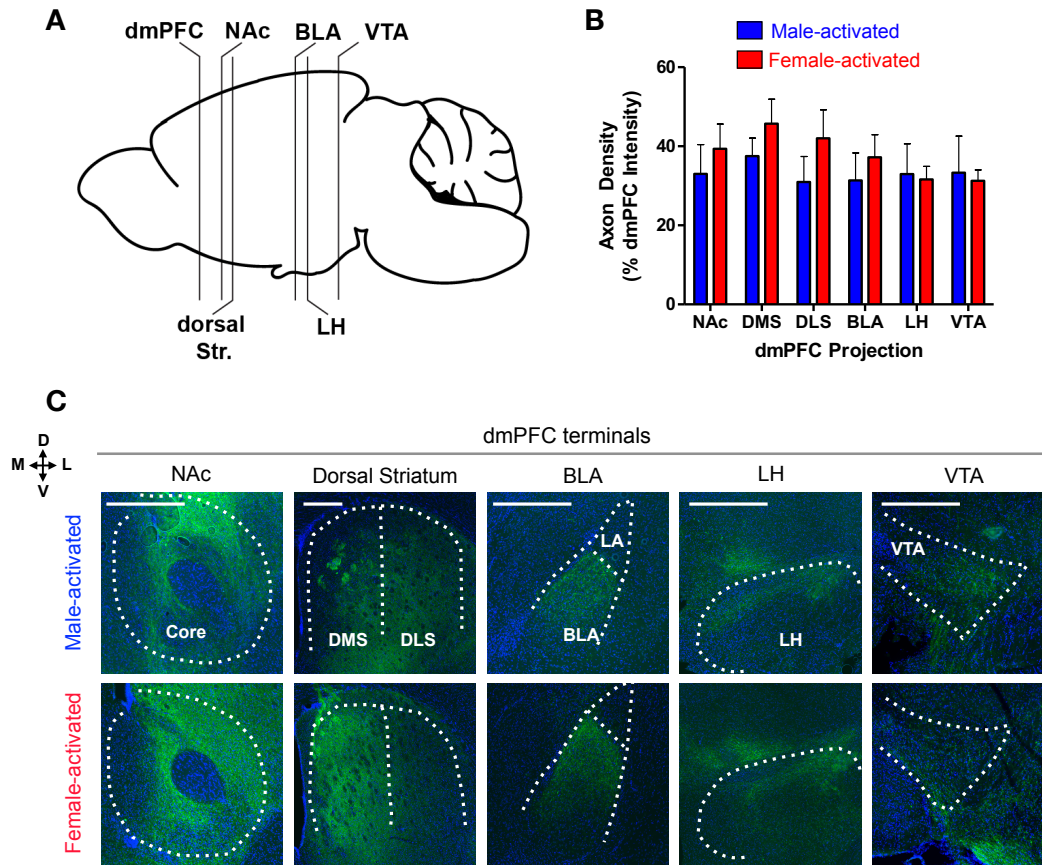 A
dmPFC NAc BLA VTA
dorsal
Str.
LH
B
Male-activated
Female-activated
Axon Density
(% dmPFC Intensity)
60
40
20
0
NAc DMS DLS BLA LH VTA
dmPFC Projection
C
D
M L
V
dmPFC terminals
NAc Dorsal Striatum BLA LH VTA
Male-activated
Core
DMS DLS
LA
BLA
LH
VTA
Female-activated